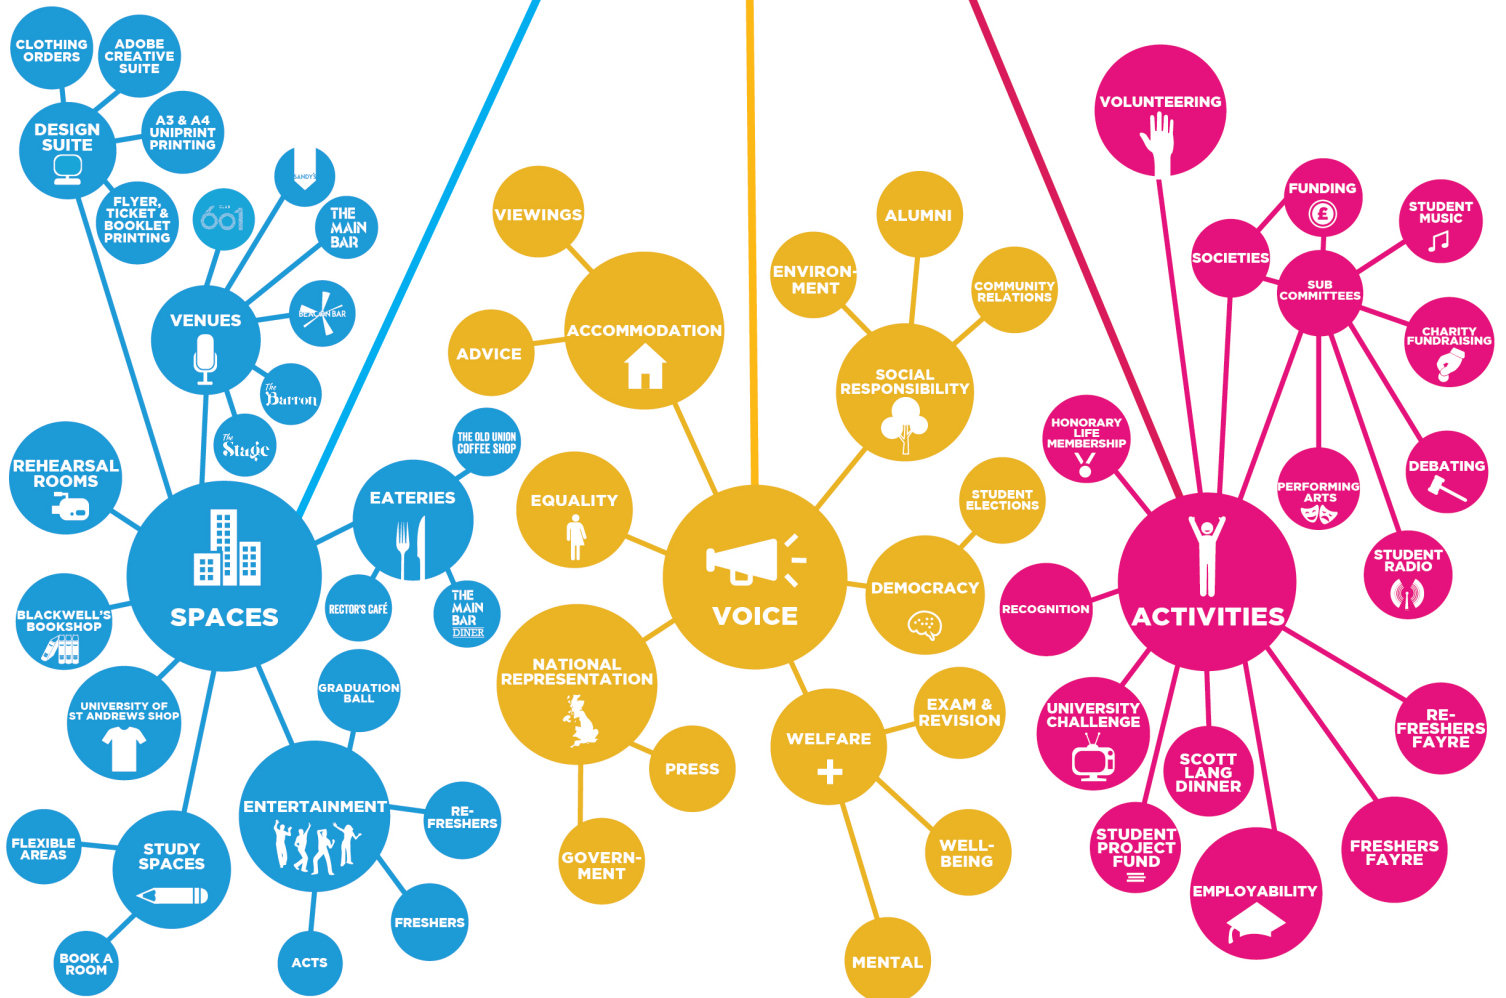 CLOTHING
ORDERS
ADOBE
CREATIVE
SUITE
DESIGN
SUITE
A3 & A4
UNIPRINT
PRINTING
FLYER,
TICKET &
BOOKLET
PRINTING
CLUB
601
SANDY'S
THE
MAIN
BAR
VENUES
BEACON BAR
The
Barron
The
Stage
REHEARSAL
ROOMS
THE OLD UNION
COFFEE SHOP
EATERIES
RECTOR'S CAFÉ
THE
MAIN
BAR
DINER
SPACES
BLACKWELL'S
BOOKSHOP
UNIVERSITY OF
ST ANDREWS SHOP
GRADUATION
BALL
ENTERTAINMENT
RE-
FRESHERS
FRESHERS
ACTS
STUDY
SPACES
FLEXIBLE
AREAS
BOOK A
ROOM
VIEWINGS
ACCOMMODATION
ADVICE
ALUMNI
ENVIRON-
MENT
COMMUNITY
RELATIONS
SOCIAL
RESPONSIBILITY
EQUALITY
STUDENT
ELECTIONS
DEMOCRACY
VOICE
NATIONAL
REPRESENTATION
PRESS
GOVERN-
MENT
WELFARE
EXAM &
REVISION
WELL-
BEING
MENTAL
VOLUNTEERING
FUNDING
£
STUDENT
MUSIC
SOCIETIES
SUB
COMMITTEES
CHARITY
FUNDRAISING
HONORARY
LIFE
MEMBERSHIP
PERFORMING
ARTS
DEBATING
STUDENT
RADIO
RECOGNITION
ACTIVITIES
UNIVERSITY
CHALLENGE
SCOTT
LANG
DINNER
RE-
FRESHERS
FAYRE
STUDENT
PROJECT
FUND
FRESHERS
FAYRE
EMPLOYABILITY